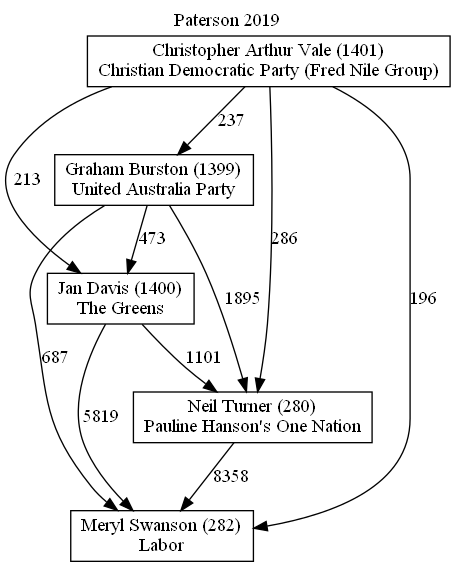 Paterson 2019
Christopher Arthur Vale (1401)
Christian Democratic Party (Fred Nile Group)
237
Graham Burston (1399)
United Australia Party
213
473
286
Jan Davis (1400)
The Greens
1895
196
687
1101
5819
Neil Turner (280)
Pauline Hanson's One Nation
8358
Meryl Swanson (282)
Labor